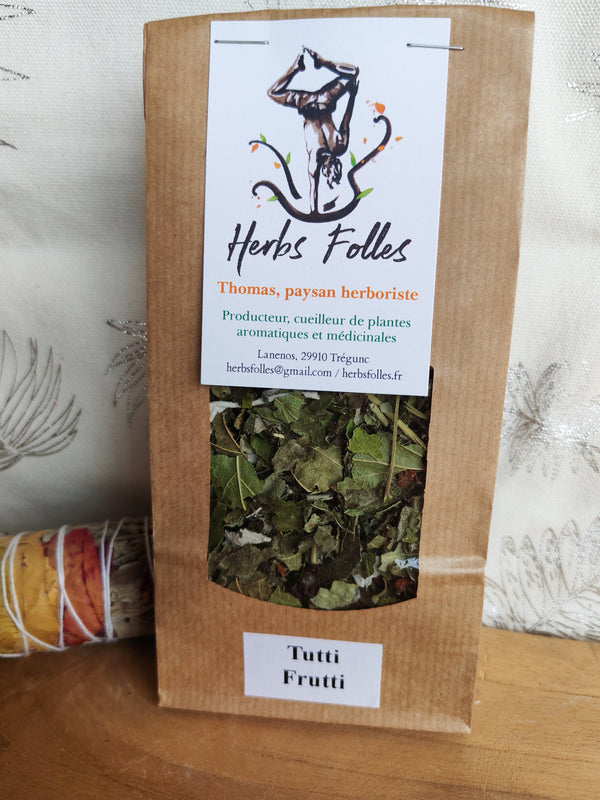 Herbs Folles
Thomas, paysan herboriste
Producteur, cueilleur de plantes
aromatiques et médicinales
Lanenos, 29910 Trégunc
herbsfolles@gmail.com / herbsfolles.fr
Tutti
Frutti